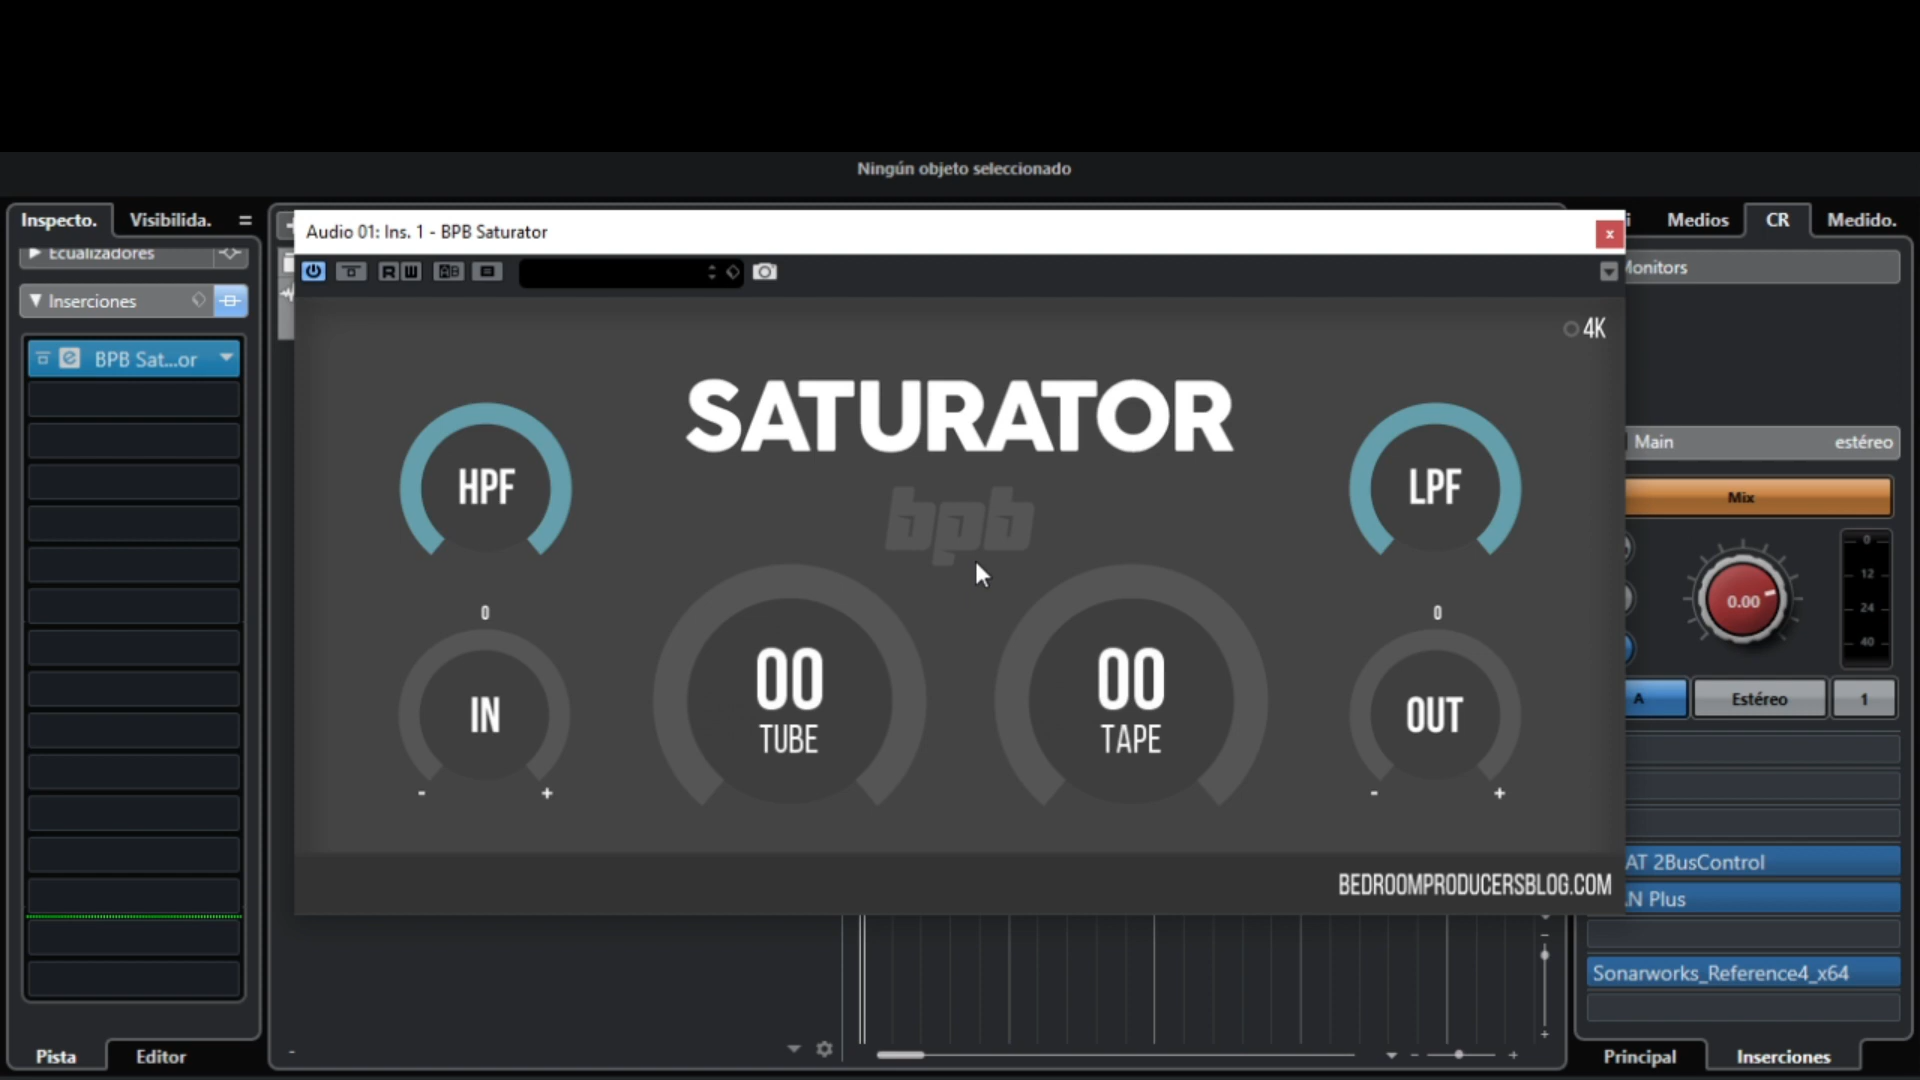 Ningún objeto seleccionado
Inspecto.
Visibilida.
Ecualizadores
Inserciones
BPB Sat...or
Pista
Editor
Audio 01: Ins. 1 - BPB Saturator
x
R W
AB
4K
SATURATOR
bpb
HPF
LPF
0
IN
-
+
00
TUBE
00
TAPE
0
OUT
-
+
BEDROOMPRODUCERSBLOG.COM
Medios
CR
Medido.
Monitors
Main
estéreo
Mix
0.00
0
12
24
40
A
Estéreo
1
AT 2BusControl
N Plus
Sonarworks_Reference4_x64
Principal
Inserciones